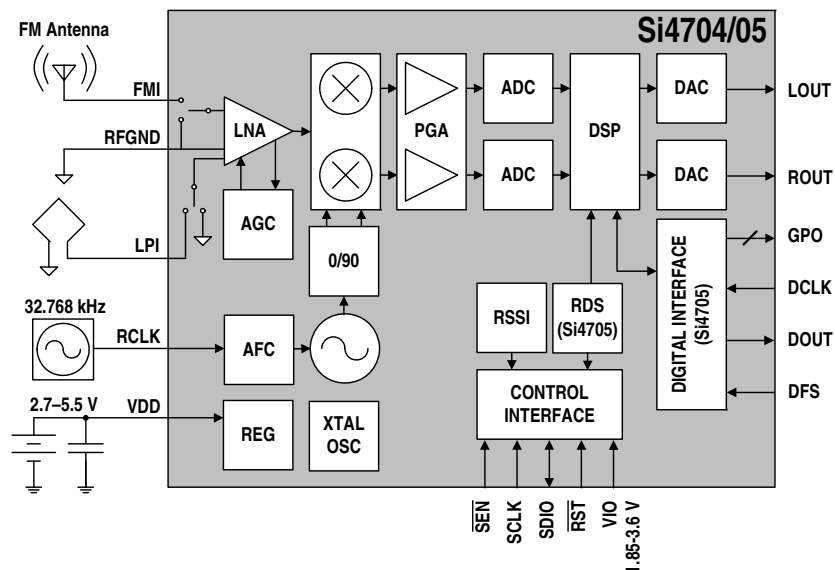 Si4704/05
FM Antenna
FMI
RFGND
LPI
32.768 kHz
RCLK
2.7–5.5 V
VDD
LNA
AGC
0/90
AFC
REG
XTAL
OSC
PGA
ADC
ADC
DSP
DAC
DAC
RSSI
RDS
(Si4705)
CONTROL
INTERFACE
DIGITAL INTERFACE
(Si4705)
LOUT
ROUT
GPO
DCLK
DOUT
DFS
SEN
SCLK
SDIO
RST
VIO
1.85-3.6 V